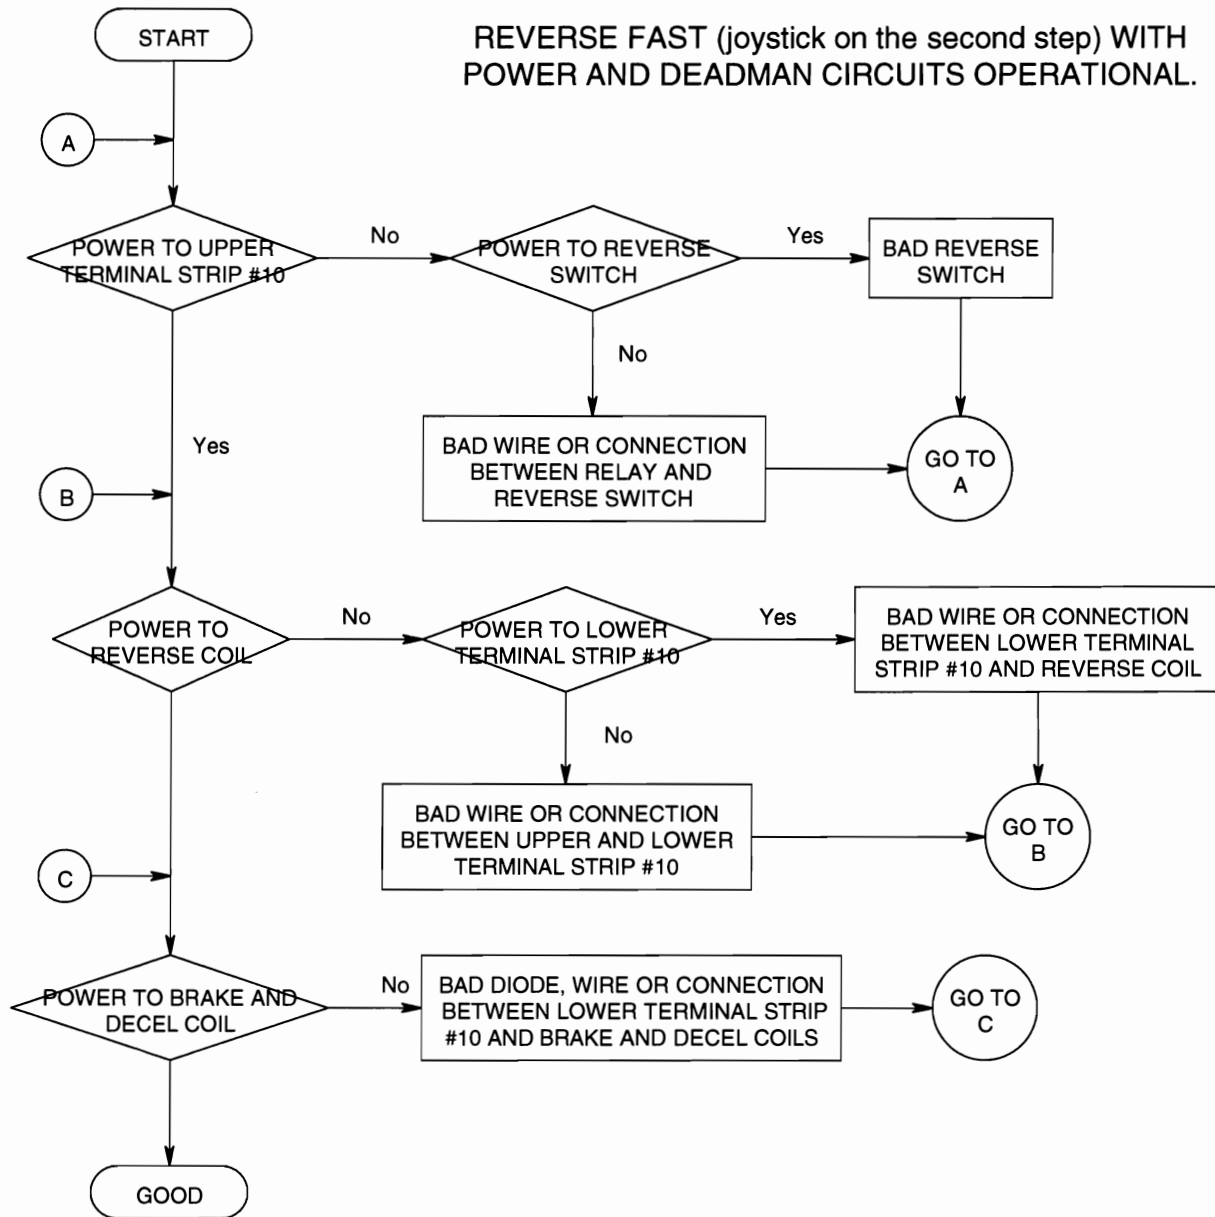 START
REVERSE FAST (joystick on the second step) WITH
POWER AND DEADMAN CIRCUITS OPERATIONAL.
A
POWER TO UPPER
TERMINAL STRIP #10
No
POWER TO REVERSE
SWITCH
Yes
BAD REVERSE
SWITCH
No
Yes
BAD WIRE OR CONNECTION
BETWEEN RELAY AND
REVERSE SWITCH
GO TO
A
B
POWER TO
REVERSE COIL
No
POWER TO LOWER
TERMINAL STRIP #10
Yes
BAD WIRE OR CONNECTION
BETWEEN LOWER TERMINAL
STRIP #10 AND REVERSE COIL
No
BAD WIRE OR CONNECTION
BETWEEN UPPER AND LOWER
TERMINAL STRIP #10
GO TO
B
C
POWER TO BRAKE AND
DECEL COIL
No
BAD DIODE, WIRE OR CONNECTION
BETWEEN LOWER TERMINAL STRIP
#10 AND BRAKE AND DECEL COILS
GO TO
C
GOOD